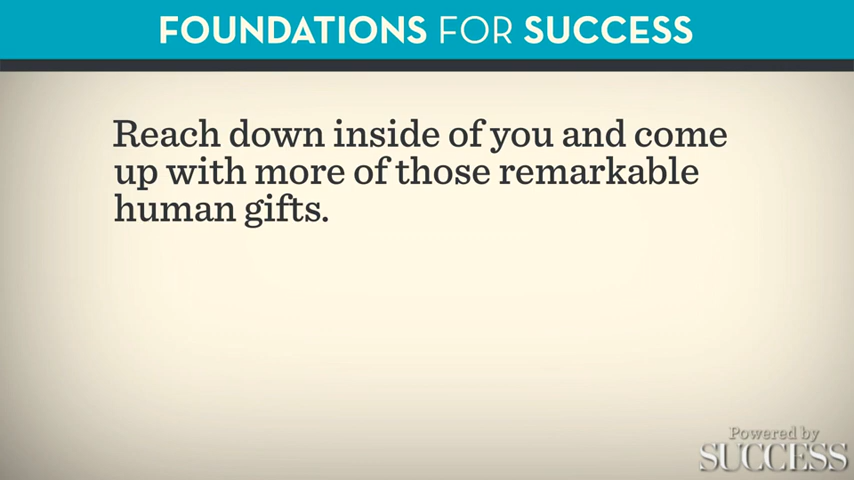 FOUNDATIONS FOR SUCCESS
Reach down inside of you and come
up with more of those remarkable
human gifts.
Powered by
SUCCESS